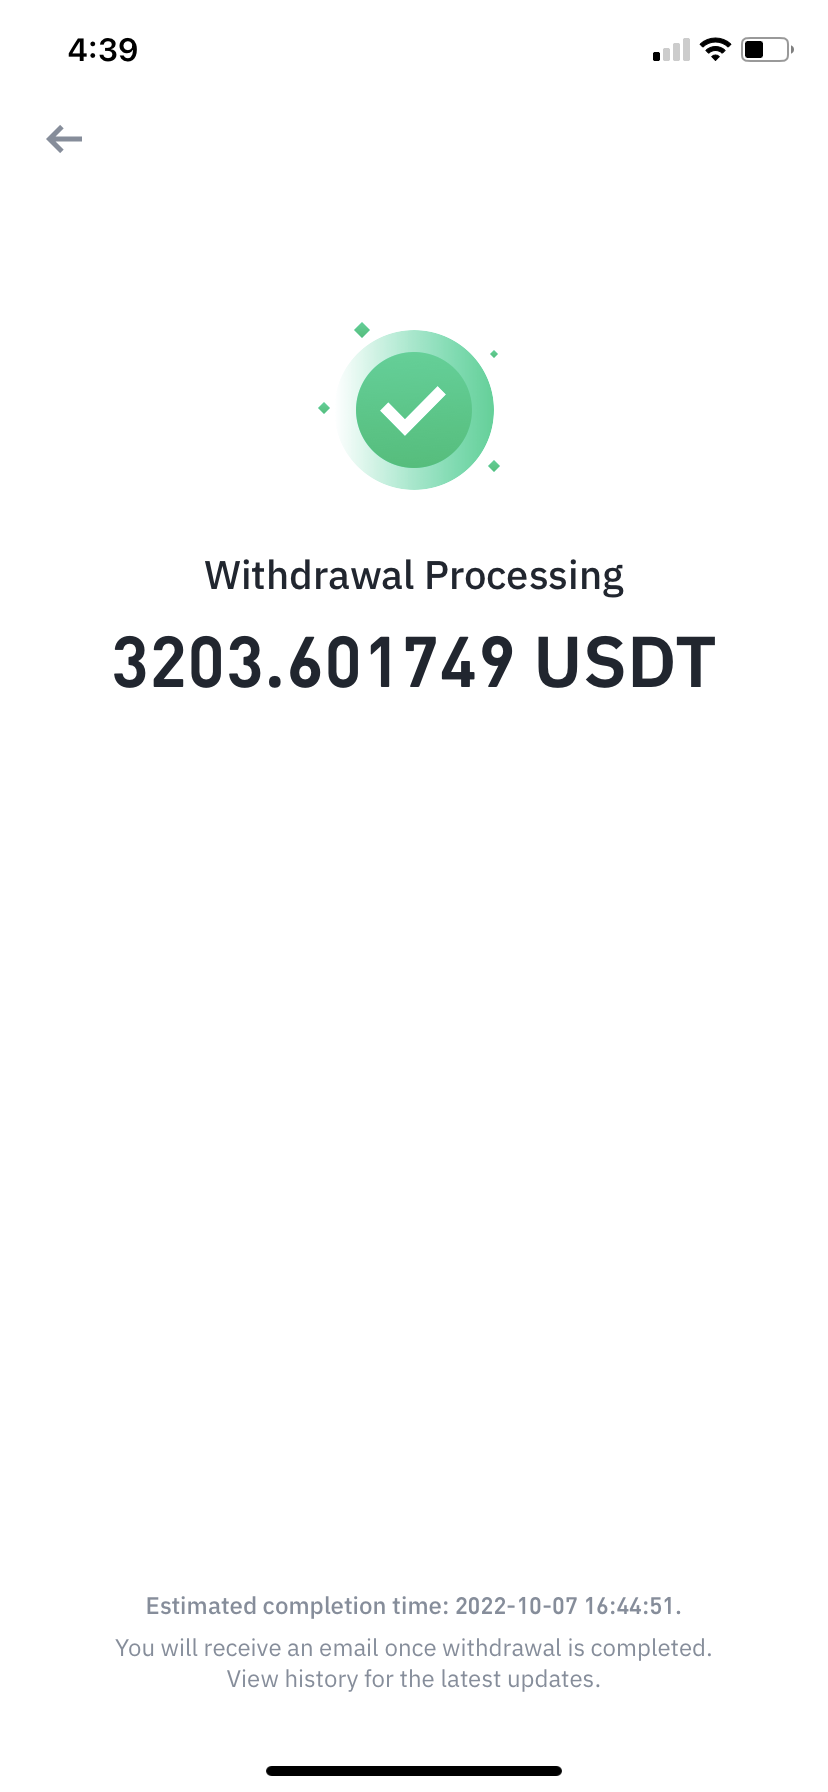 4:39
Withdrawal Processing
3203.601749 USDT
Estimated completion time: 2022-10-07 16:44:51.
You will receive an email once withdrawal is completed.
View history for the latest updates.